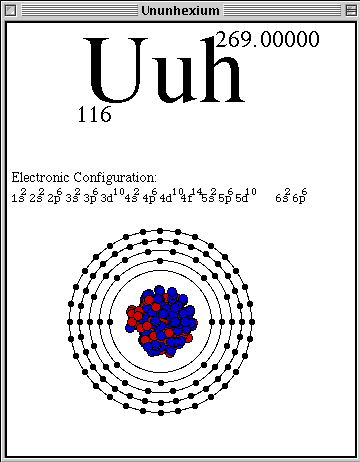 Ununhexium
269.00000
Uuh
116
Electronic Configuration:
1s2 2s2 2p6 3s2 3p6 3d10 4s2 4p6 4d10 4f14 5s2 5p6 5d10 6s2 6p6